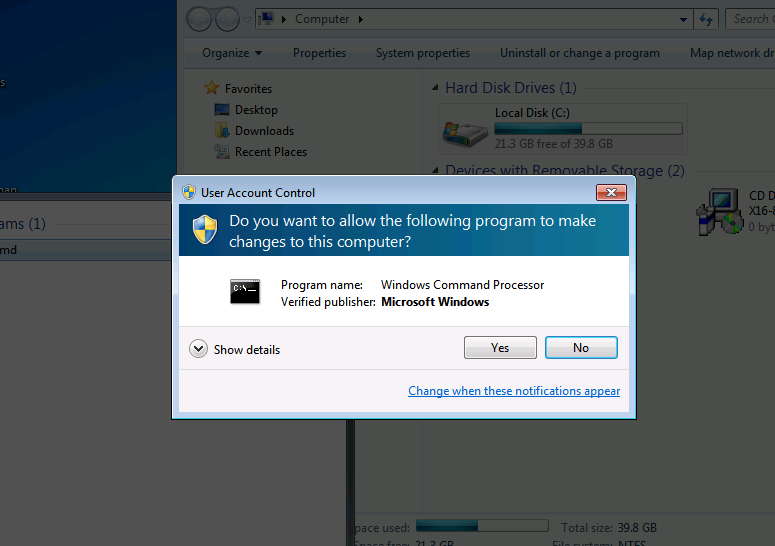 Computer
Search
Organize
Properties
System properties
Uninstall or change a program
Map network dr
Favorites
Desktop
Downloads
Recent Places
Hard Disk Drives (1)
Local Disk (C:)
21.3 GB free of 39.8 GB
Devices with Removable Storage (2)
CD D
X16-8
0 byt
s
man
ams (1)
md
User Account Control
Do you want to allow the following program to make
changes to this computer?
C:\_
Program name: Windows Command Processor
Verified publisher: Microsoft Windows
Show details
Yes
No
Change when these notifications appear
pace used:
Total size: 39.8 GB
Space free: 21.3 GB
File system: NTFS